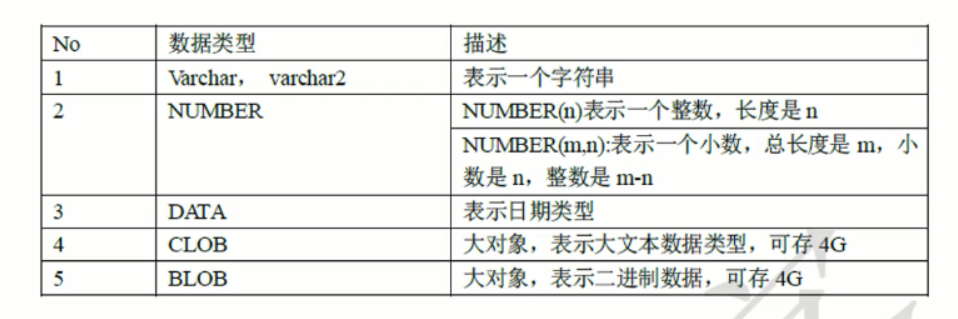 No 数据类型 描述
1 Varchar， varchar2 表示一个字符串
2 NUMBER NUMBER(n)表示一个整数，长度是 n
NUMBER(m,n):表示一个小数，总长度是 m，小
数是 n，整数是 m-n
3 DATA 表示日期类型
4 CLOB 大对象，表示大文本数据类型，可存 4G
5 BLOB 大对象，表示二进制数据，可存 4G